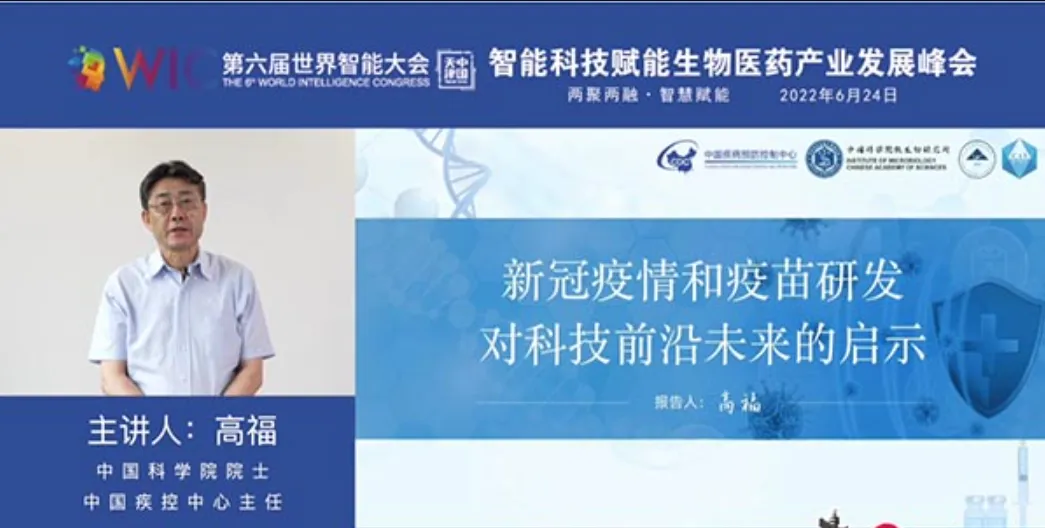 WIC
第六届世界智能大会
THE 6th WORLD INTELLIGENCE CONGRESS
中国
天津
智能科技赋能生物医药产业发展峰会
两聚两融·智慧赋能 2022年6月24日
CDC
中国疾病预防控制中心
中国科学院微生物研究所
INSTITUTE OF MICROBIOLOGY
CHINESE ACADEMY OF SCIENCES
新冠疫情和疫苗研发
对科技前沿未来的启示
报告人: 高福
主讲人：高福
中国科学院院士
中国疾控中心主任